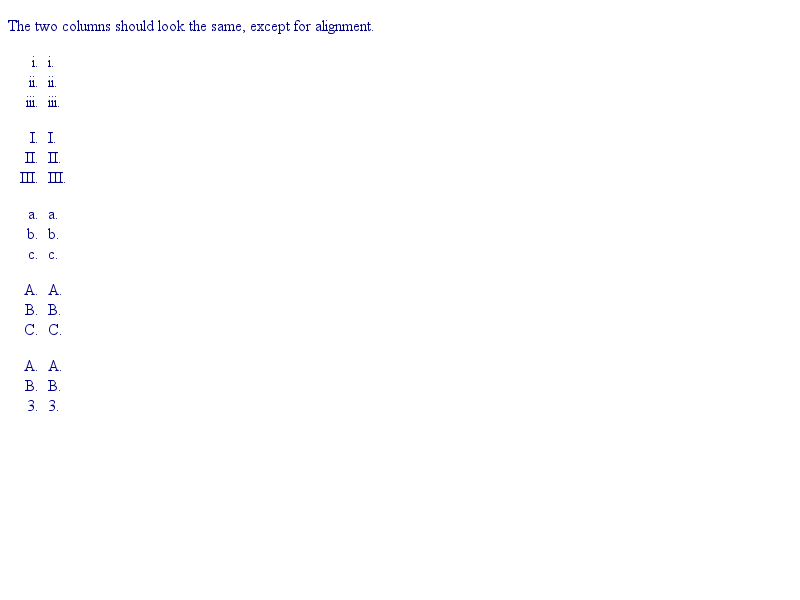 The two columns should look the same, except for alignment.
i. i.
ii. ii.
iii. iii.
I. I.
II. II.
III. III.
a. a.
b. b.
c. c.
A. A.
B. B.
C. C.
A. A.
B. B.
3. 3.